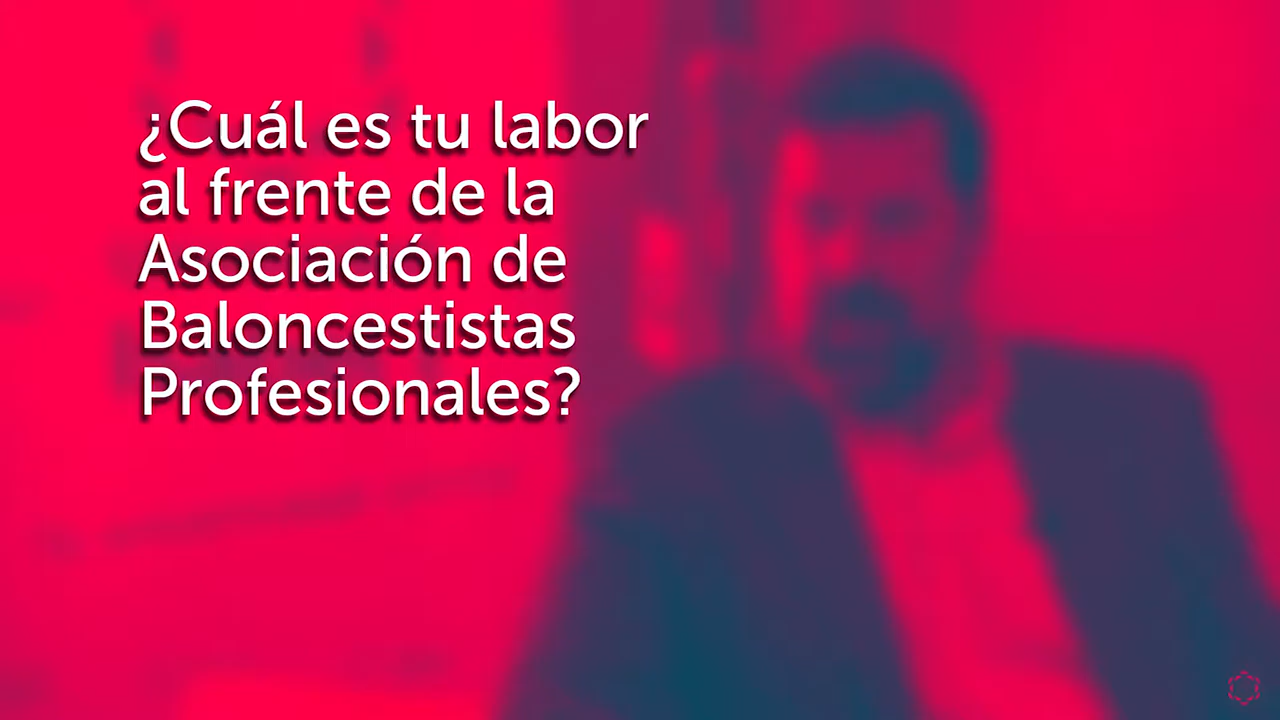 ¿Cuál es tu labor
al frente de la
Asociación de
Baloncestistas
Profesionales?